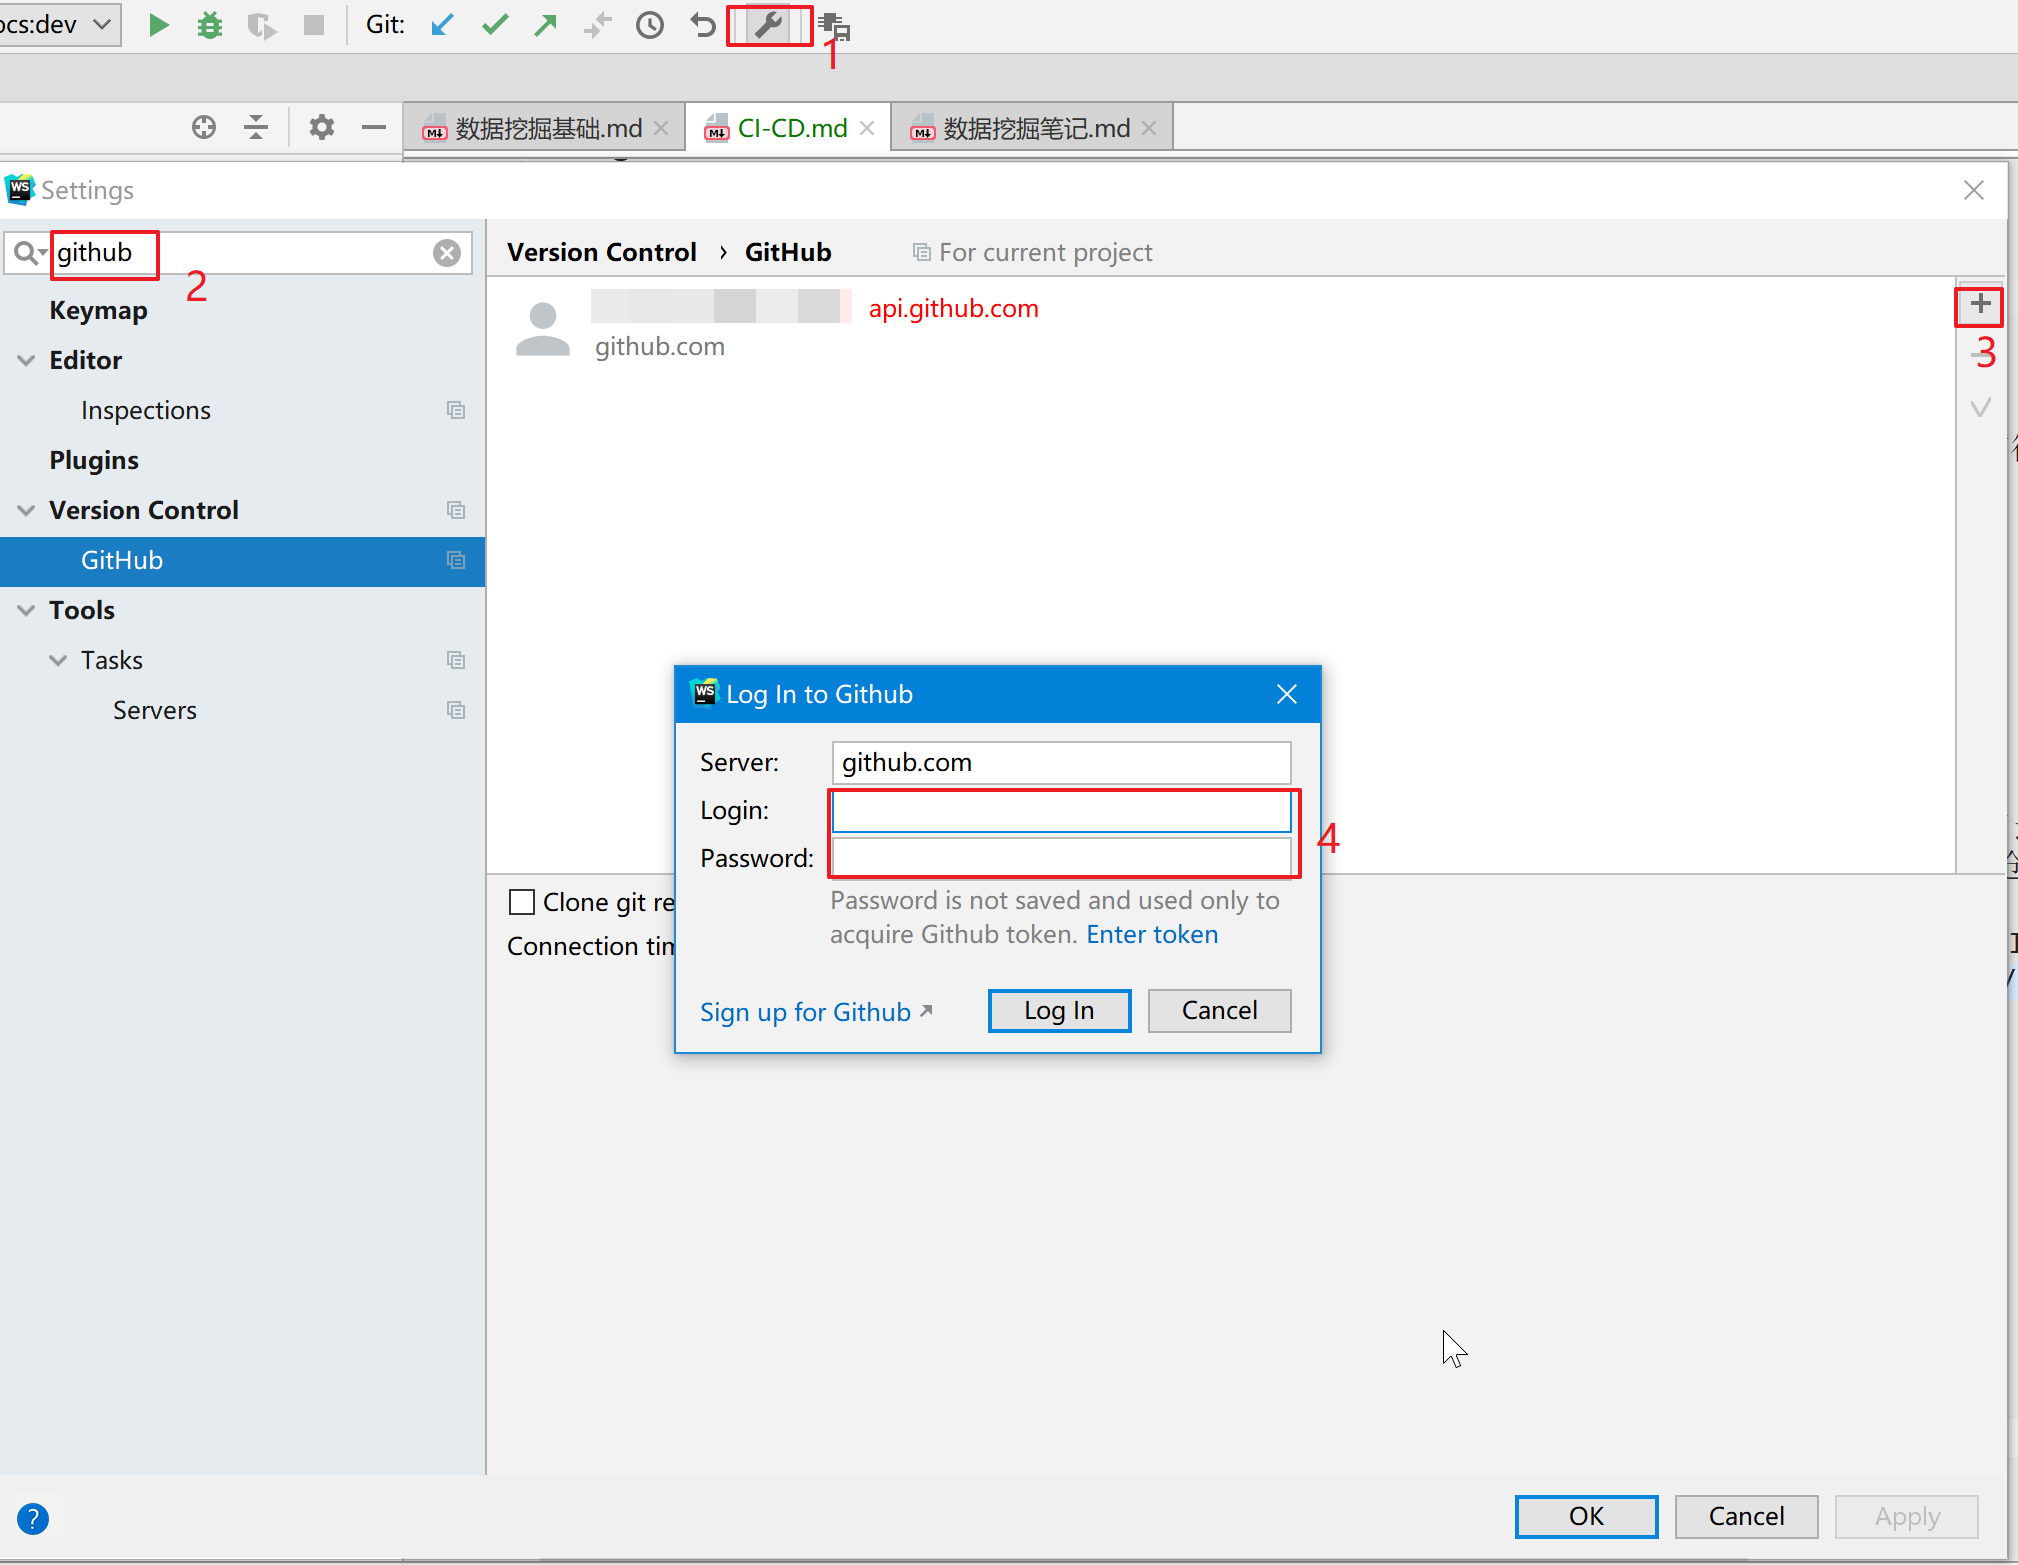 ocs:dev Git: 1
数据挖掘基础.md CI-CD.md 数据挖掘笔记.md
WS Settings
github 2
Version Control › GitHub For current project
Keymap
Editor
Inspections
Plugins
Version Control
GitHub
Tools
Tasks
Servers
api.github.com
github.com
3
WS Log In to Github
Server: github.com
Login:
Password:
4
Password is not saved and used only to
acquire Github token. Enter token
Sign up for Github Log In Cancel
Clone git re
Connection tim
? OK Cancel Apply